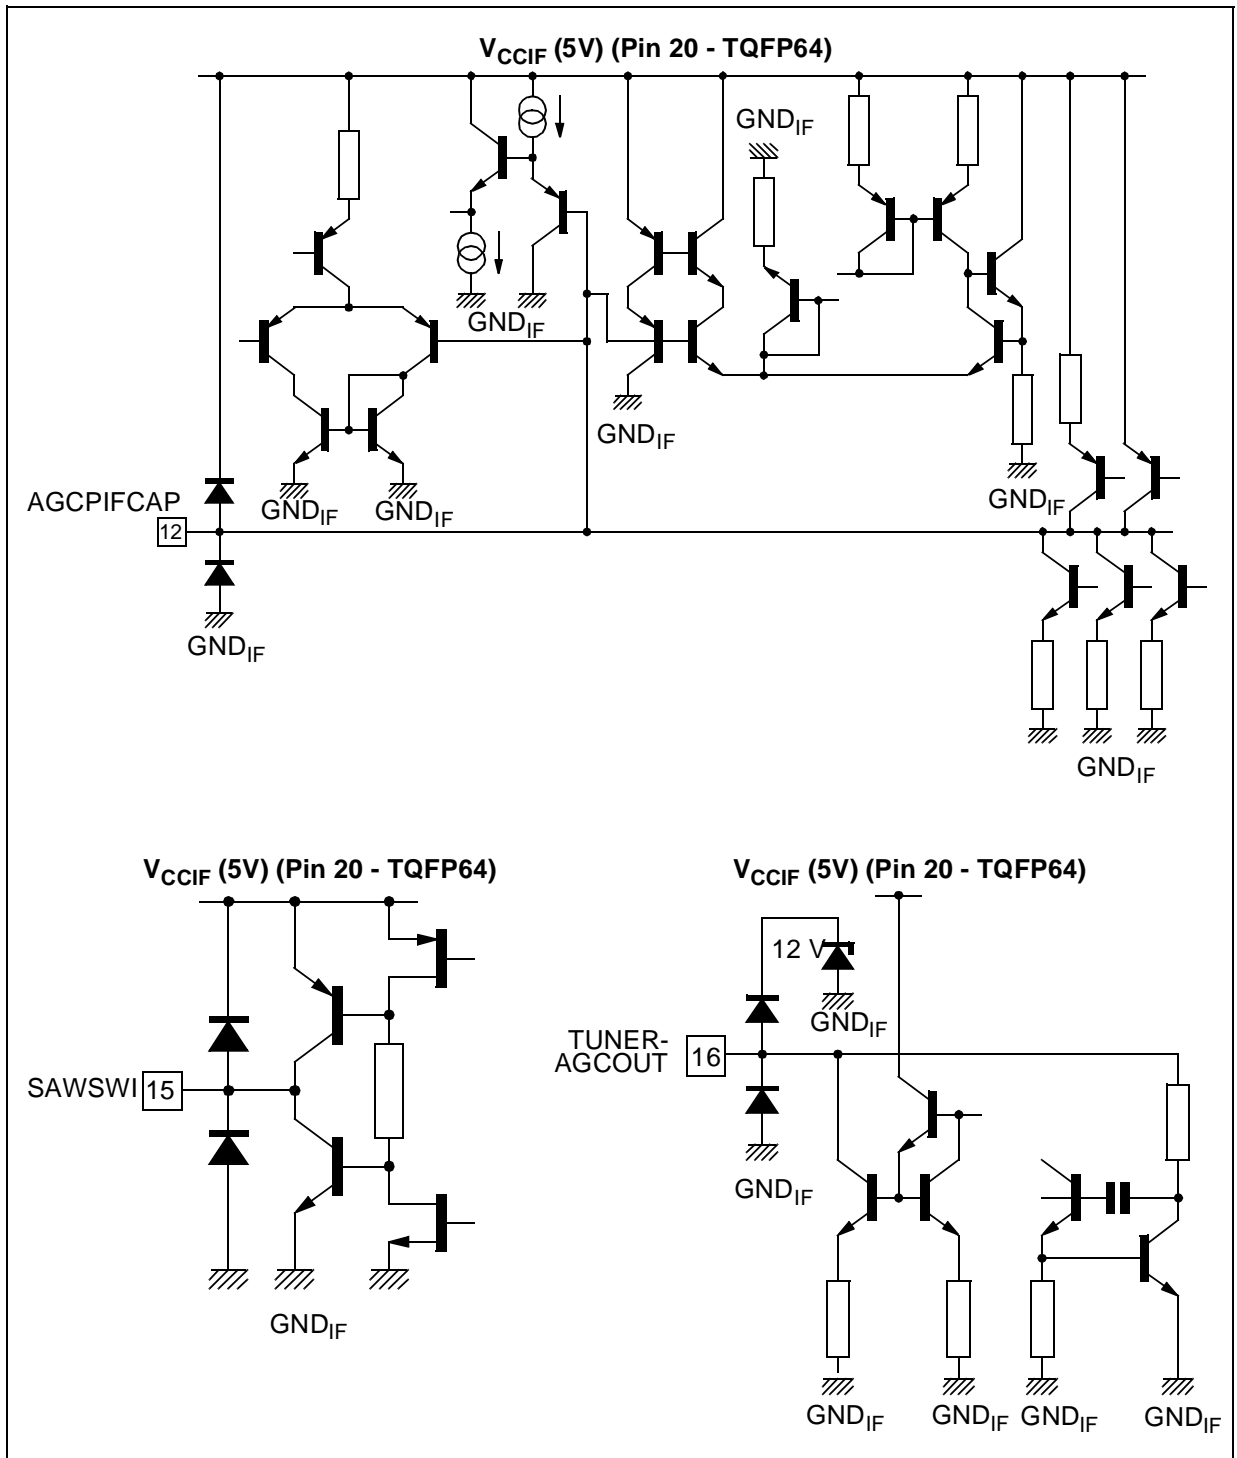 VCCIF (5V) (Pin 20 - TQFP64)
GNDIF
GNDIF
GNDIF
AGCPIFCAP
12
GNDIF
GNDIF
GNDIF
GNDIF
GNDIF
VCCIF (5V) (Pin 20 - TQFP64)
SAWSWI
15
GNDIF
VCCIF (5V) (Pin 20 - TQFP64)
12 V
GNDIF
TUNER-
AGCOUT
16
GNDIF
GNDIF
GNDIF
GNDIF
GNDIF